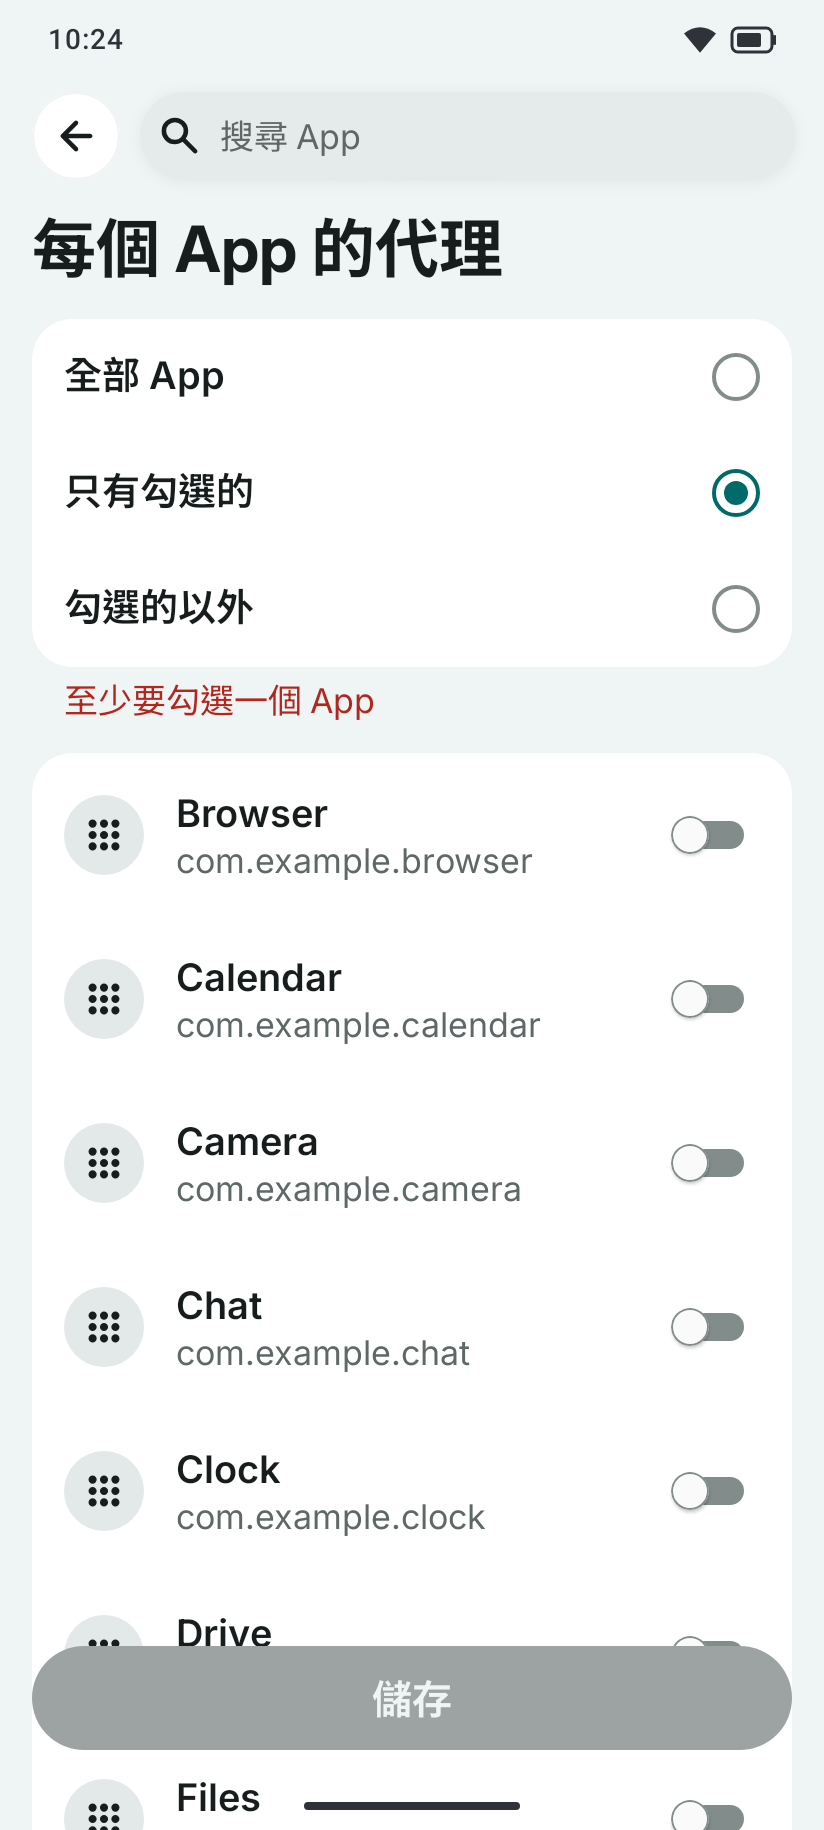 10:24
搜尋 App
每個 App 的代理
全部 App
只有勾選的
勾選的以外
至少要勾選一個 App
Browser
com.example.browser
Calendar
com.example.calendar
Camera
com.example.camera
Chat
com.example.chat
Clock
com.example.clock
Drive
儲存
Files